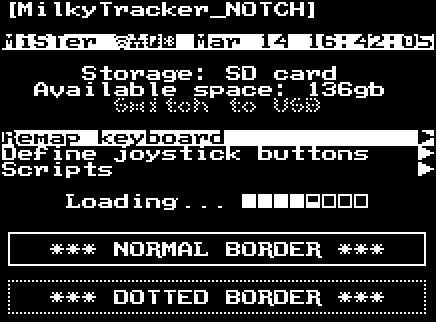 [MilkyTracker_NOTCH]
MiSTer Mar 14 16:42:05
Storage: SD card
Available space: 136gb
Switch to USB
Remap keyboard
Define joystick buttons
Scripts
Loading...
*** NORMAL BORDER ***
*** DOTTED BORDER ***